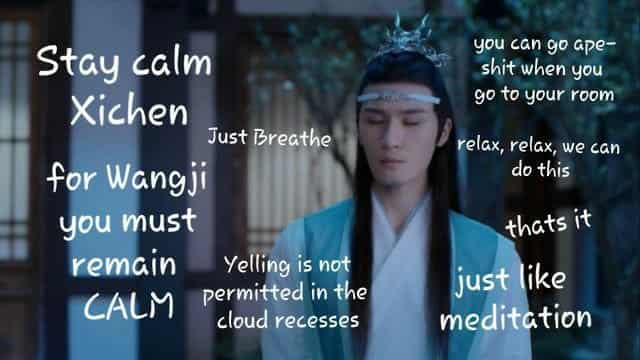 Stay calm
Xichen
for Wangji
you must
remain
CALM
Just Breathe
Yelling is not
permitted in the
cloud recesses
you can go ape-
shit when you
go to your room
relax, relax, we can
do this
thats it
just like
meditation